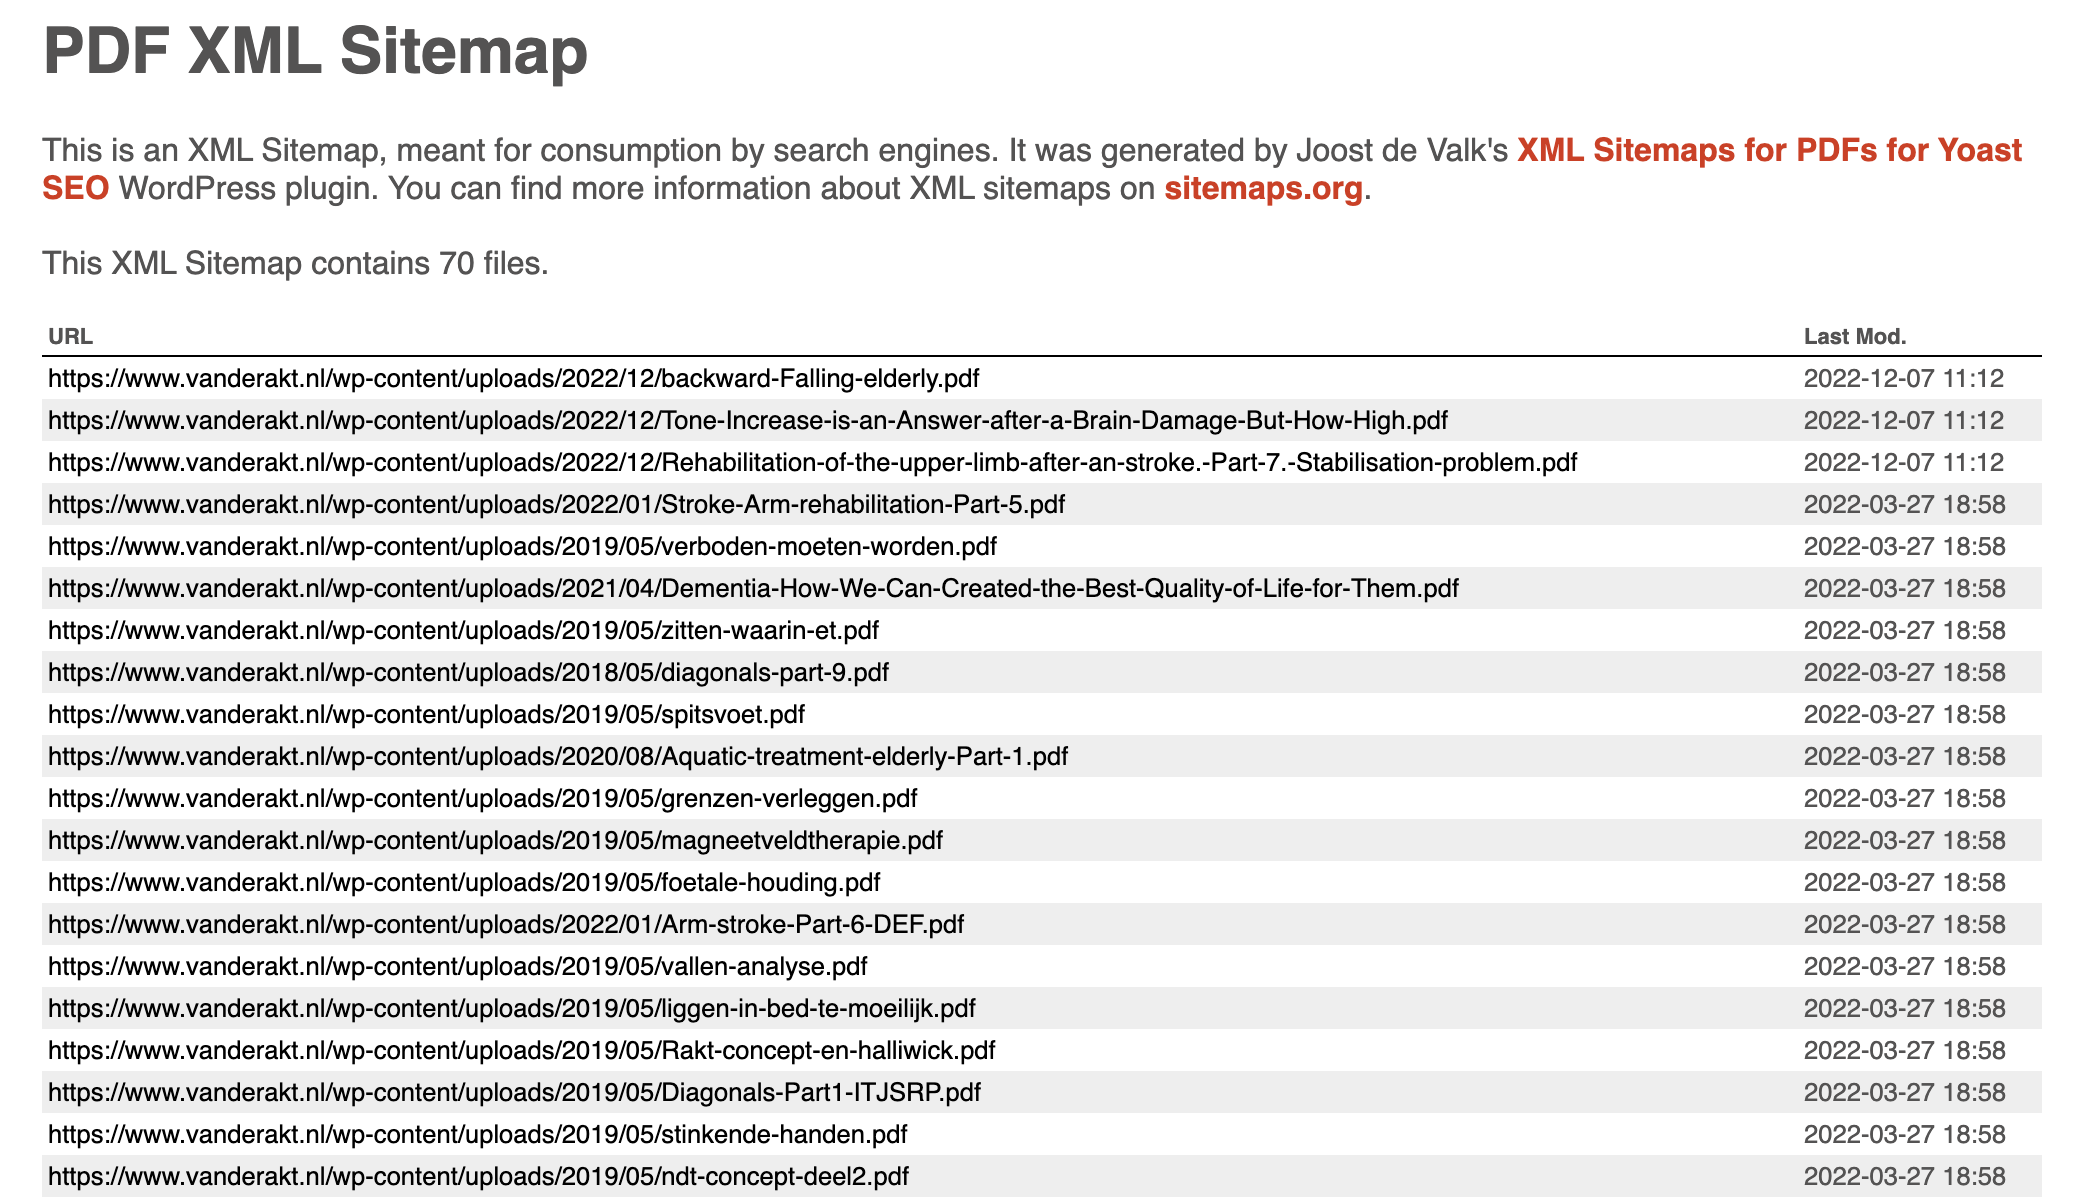 PDF XML Sitemap
This is an XML Sitemap, meant for consumption by search engines. It was generated by Joost de Valk's XML Sitemaps for PDFs for Yoast
SEO WordPress plugin. You can find more information about XML sitemaps on sitemaps.org.
This XML Sitemap contains 70 files.
URL Last Mod.
https://www.vanderakt.nl/wp-content/uploads/2022/12/backward-Falling-elderly.pdf 2022-12-07 11:12
https://www.vanderakt.nl/wp-content/uploads/2022/12/Tone-Increase-is-an-Answer-after-a-Brain-Damage-But-How-High.pdf 2022-12-07 11:12
https://www.vanderakt.nl/wp-content/uploads/2022/12/Rehabilitation-of-the-upper-limb-after-an-stroke.-Part-7.-Stabilisation-problem.pdf 2022-12-07 11:12
https://www.vanderakt.nl/wp-content/uploads/2022/01/Stroke-Arm-rehabilitation-Part-5.pdf 2022-03-27 18:58
https://www.vanderakt.nl/wp-content/uploads/2019/05/verboden-moeten-worden.pdf 2022-03-27 18:58
https://www.vanderakt.nl/wp-content/uploads/2021/04/Dementia-How-We-Can-Created-the-Best-Quality-of-Life-for-Them.pdf 2022-03-27 18:58
https://www.vanderakt.nl/wp-content/uploads/2019/05/zitten-waarin-et.pdf 2022-03-27 18:58
https://www.vanderakt.nl/wp-content/uploads/2018/05/diagonals-part-9.pdf 2022-03-27 18:58
https://www.vanderakt.nl/wp-content/uploads/2019/05/spitsvoet.pdf 2022-03-27 18:58
https://www.vanderakt.nl/wp-content/uploads/2020/08/Aquatic-treatment-elderly-Part-1.pdf 2022-03-27 18:58
https://www.vanderakt.nl/wp-content/uploads/2019/05/grenzen-verleggen.pdf 2022-03-27 18:58
https://www.vanderakt.nl/wp-content/uploads/2019/05/magneetveldtherapie.pdf 2022-03-27 18:58
https://www.vanderakt.nl/wp-content/uploads/2019/05/foetale-houding.pdf 2022-03-27 18:58
https://www.vanderakt.nl/wp-content/uploads/2022/01/Arm-stroke-Part-6-DEF.pdf 2022-03-27 18:58
https://www.vanderakt.nl/wp-content/uploads/2019/05/vallen-analyse.pdf 2022-03-27 18:58
https://www.vanderakt.nl/wp-content/uploads/2019/05/liggen-in-bed-te-moeilijk.pdf 2022-03-27 18:58
https://www.vanderakt.nl/wp-content/uploads/2019/05/Rakt-concept-en-halliwick.pdf 2022-03-27 18:58
https://www.vanderakt.nl/wp-content/uploads/2019/05/Diagonals-Part1-ITJSRP.pdf 2022-03-27 18:58
https://www.vanderakt.nl/wp-content/uploads/2019/05/stinkende-handen.pdf 2022-03-27 18:58
https://www.vanderakt.nl/wp-content/uploads/2019/05/ndt-concept-deel2.pdf 2022-03-27 18:58